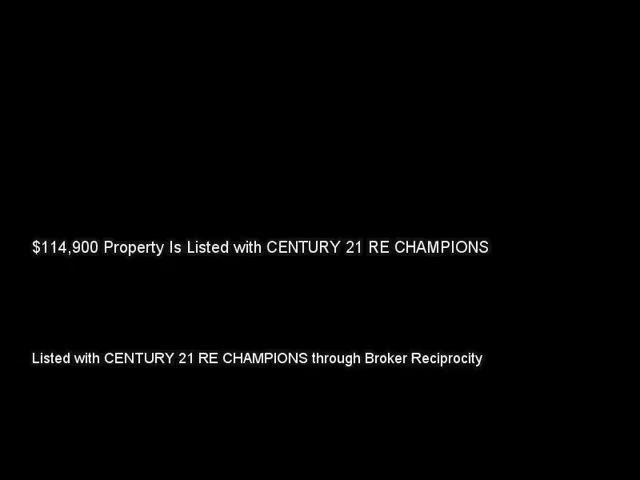 $114,900 Property Is Listed with CENTURY 21 RE CHAMPIONS
Listed with CENTURY 21 RE CHAMPIONS through Broker Reciprocity